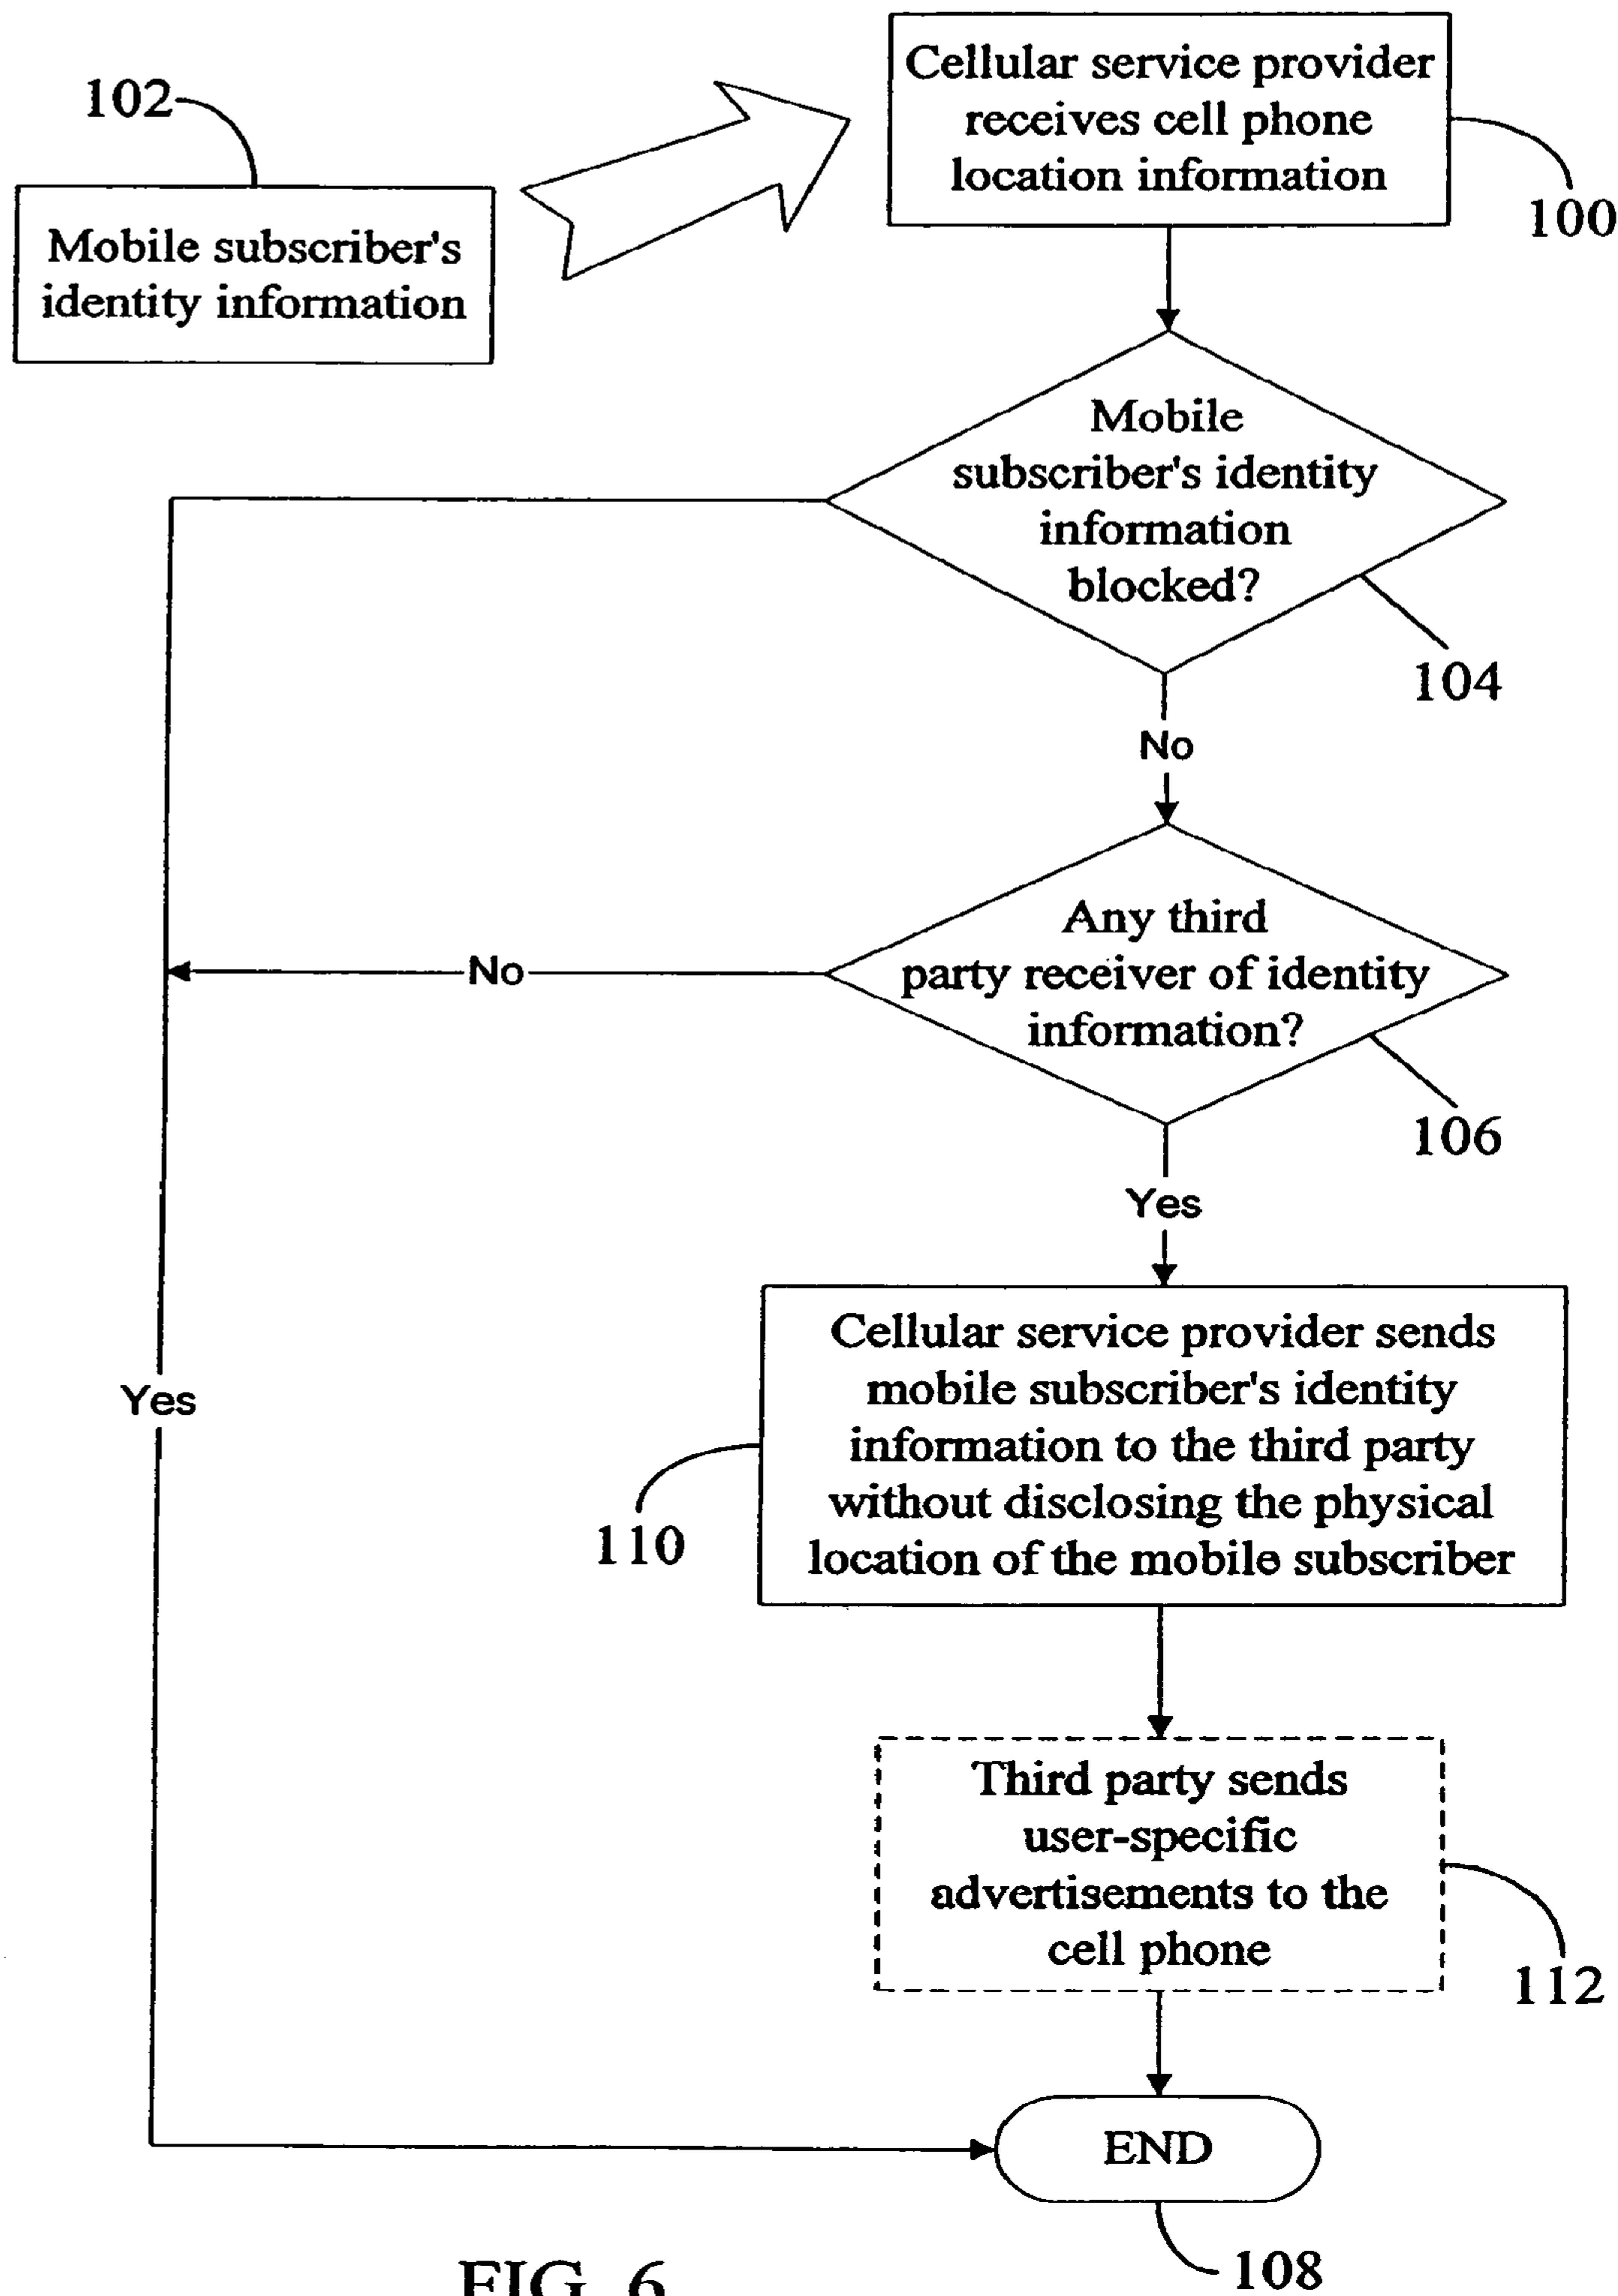 Cellular service provider
receives cell phone
location information
100
102
Mobile subscriber's
identity information
Mobile
subscriber's identity
information
blocked?
104
No
Any third
party receiver of identity
information?
106
No
Yes
Cellular service provider sends
mobile subscriber's identity
information to the third party
without disclosing the physical
location of the mobile subscriber
110
Yes
Third party sends
user-specific
advertisements to the
cell phone
112
END
108
FIG. 6